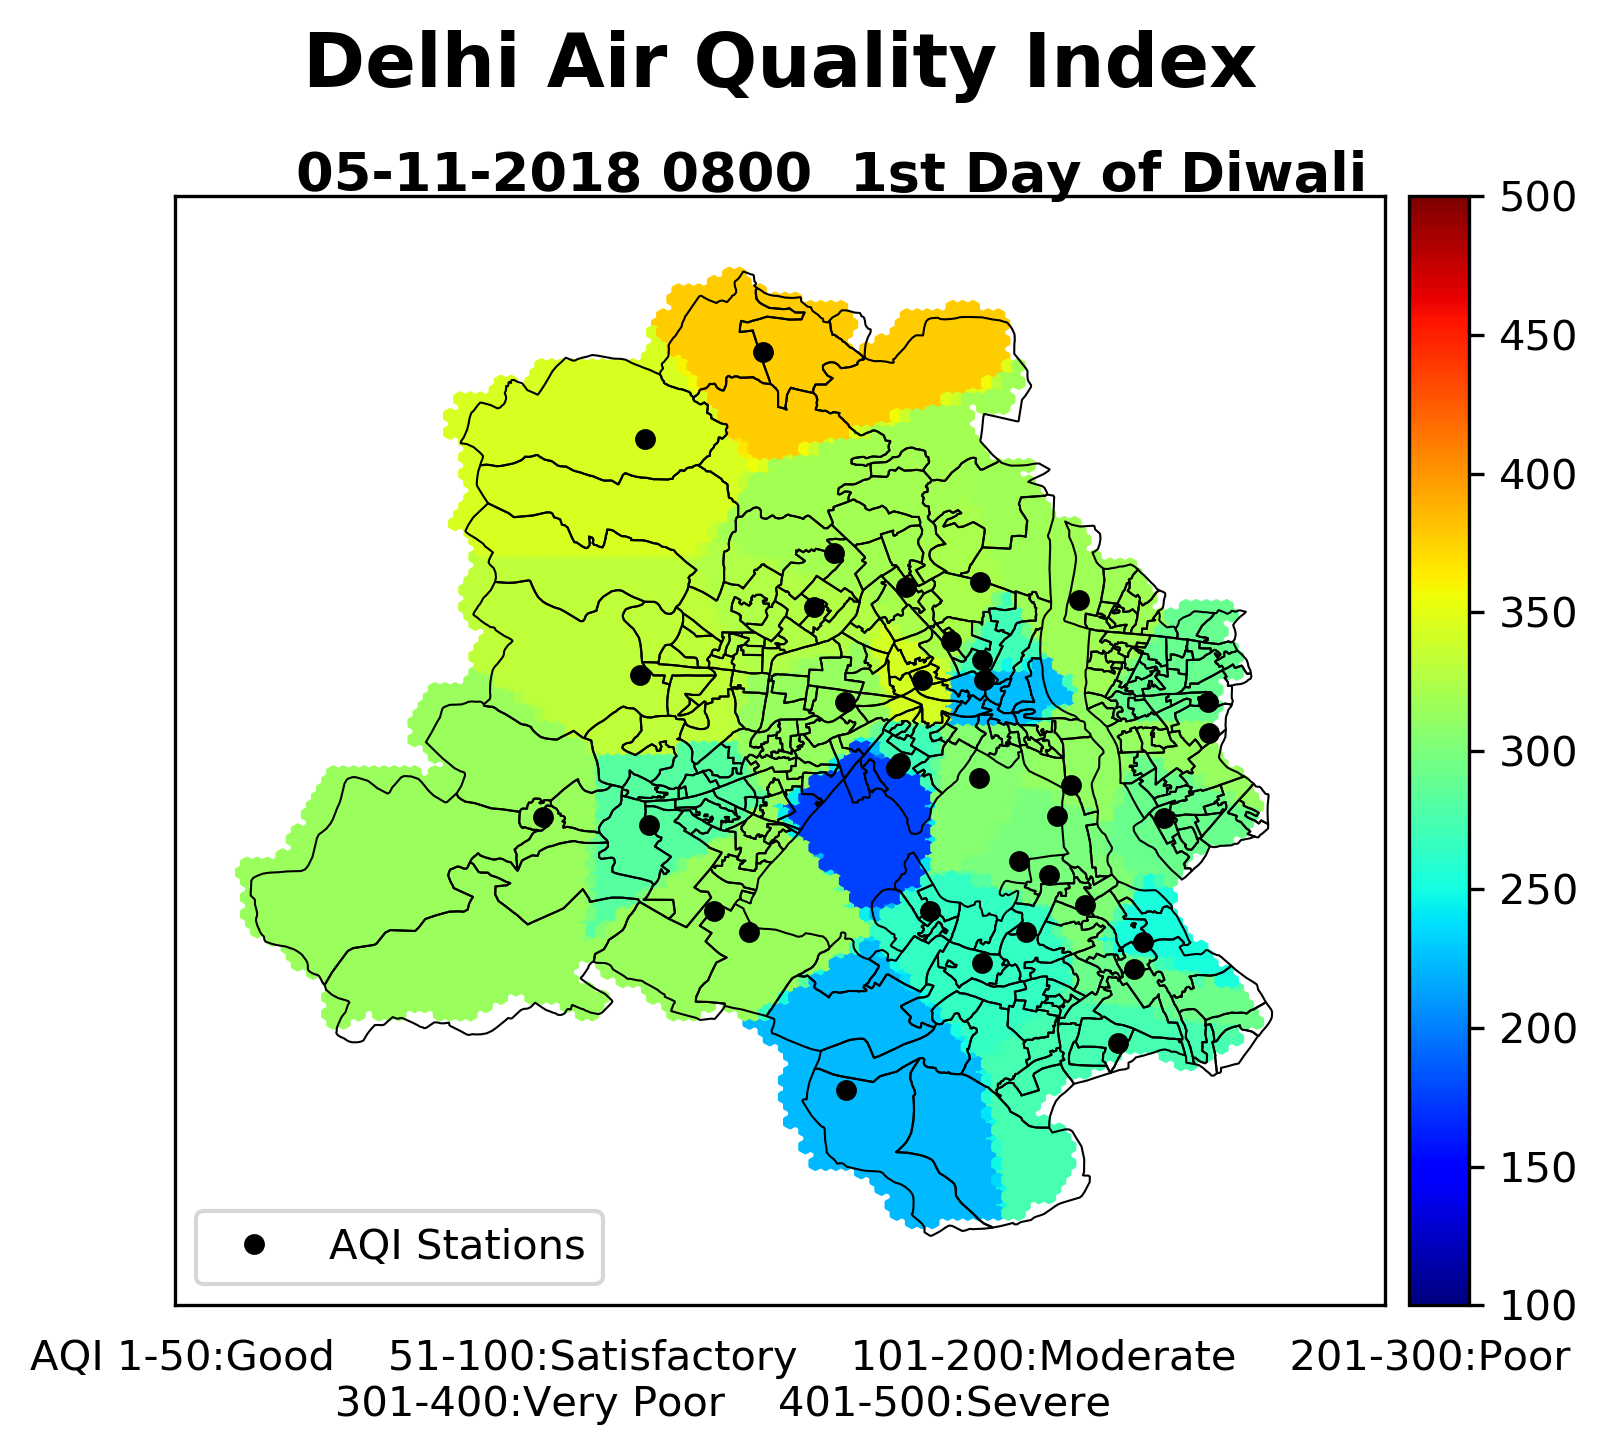 Delhi Air Quality Index
05-11-2018 0800  1st Day of Diwali
500
450
400
350
300
250
200
150
100
AQI Stations
AQI 1-50:Good    51-100:Satisfactory    101-200:Moderate    201-300:Poor
301-400:Very Poor    401-500:Severe